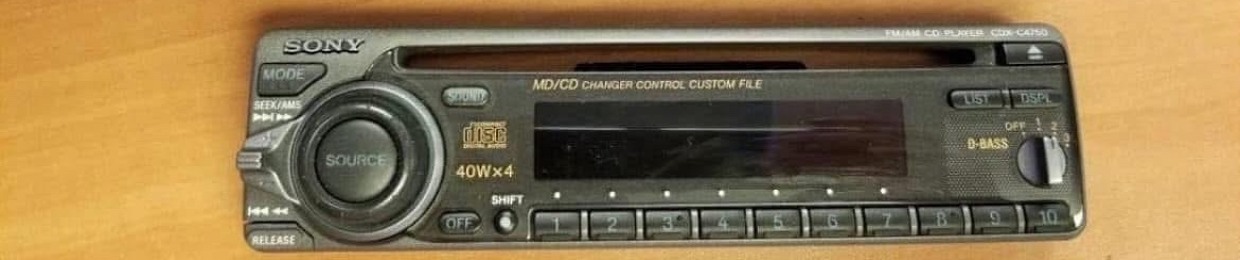 SONY
FM/AM CD PLAYER CDX-C4750
MODE
MD/CD CHANGER CONTROL CUSTOM FILE
SOUND
LIST DSPL
SEEK/AMS
COMPACT
disc
DIGITAL AUDIO
OFF 1 2 3
D-BASS
SOURCE
40W×4
SHIFT
OFF
1 2 3 4 5 6 7 8 9 10
RELEASE